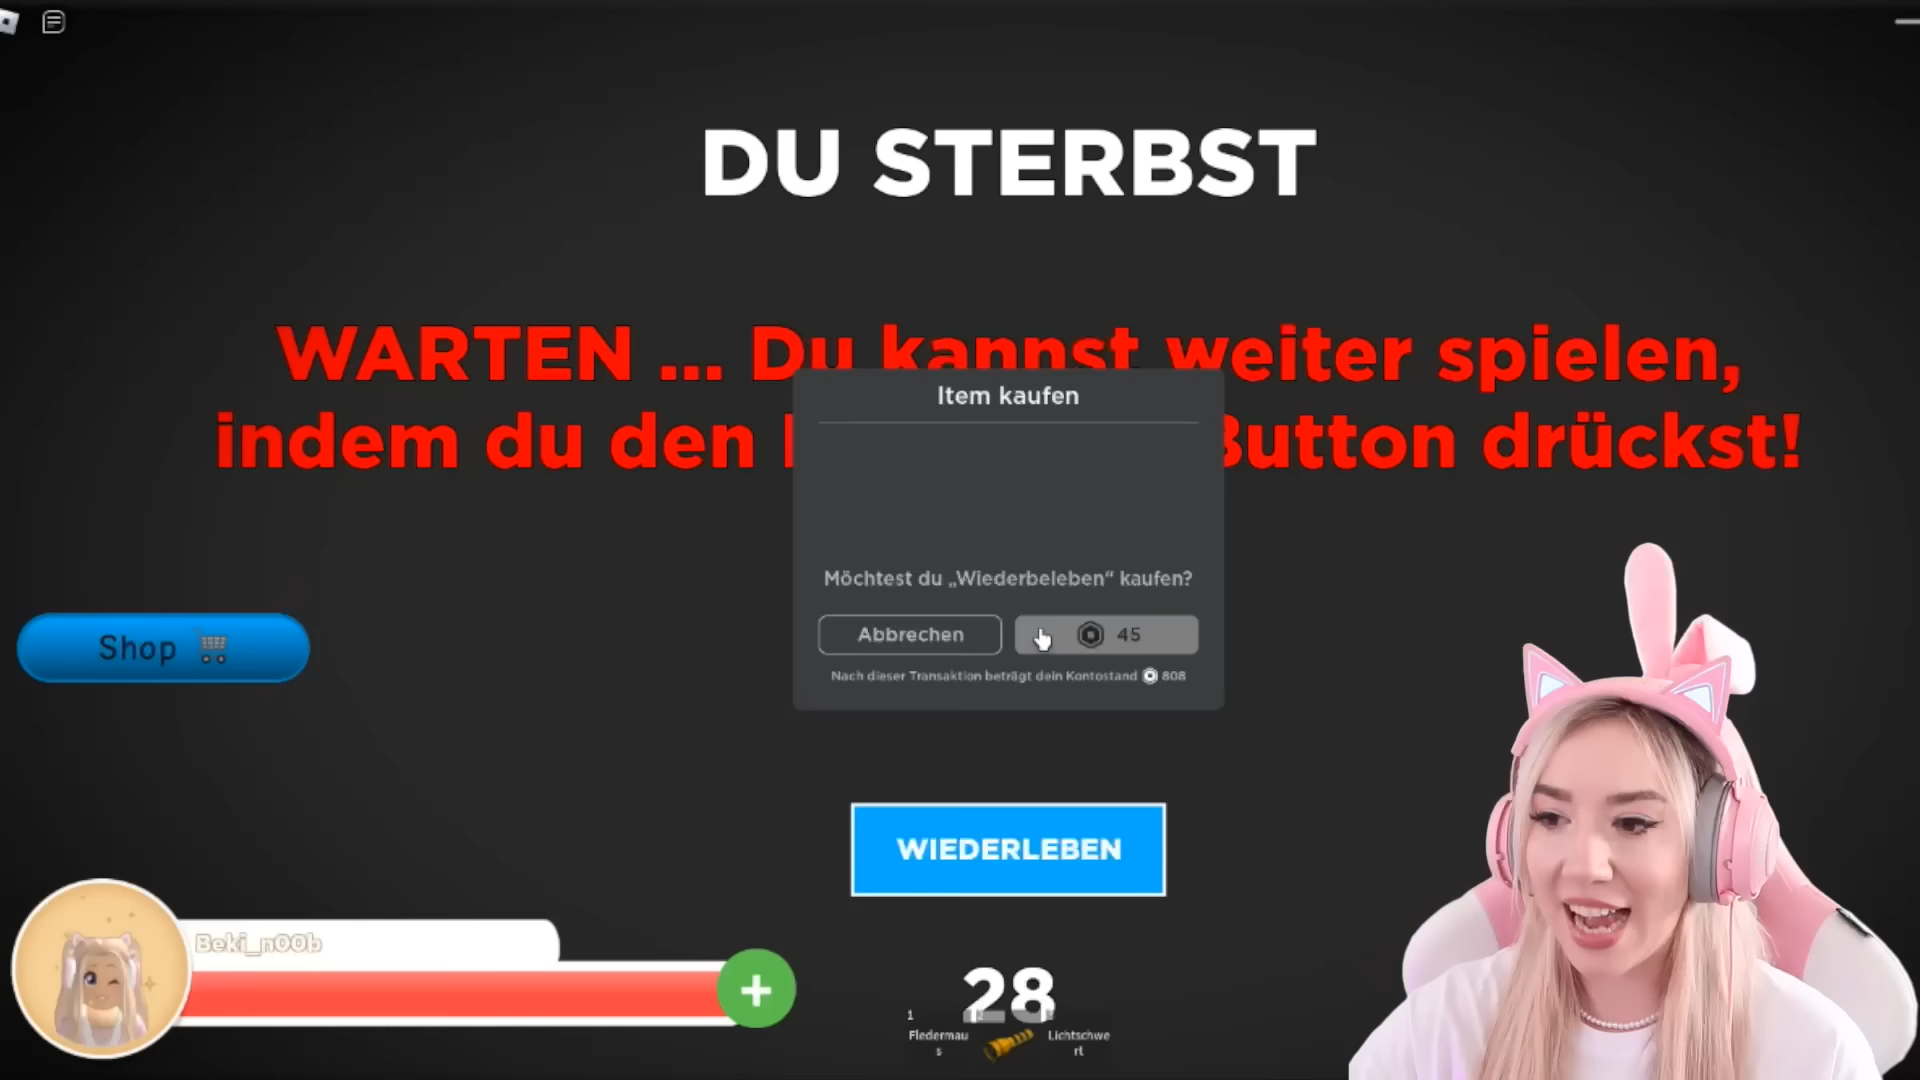 DU STERBST
WARTEN ... Du kannst weiter spielen,
indem du den Button drückst!
Item kaufen
Möchtest du „Wiederbeleben“ kaufen?
Abbrechen
45
Nach dieser Transaktion beträgt dein Kontostand 808
Shop
WIEDERLEBEN
Beki_n00b
28
1
Fledermau
s
Lichtschwe
rt